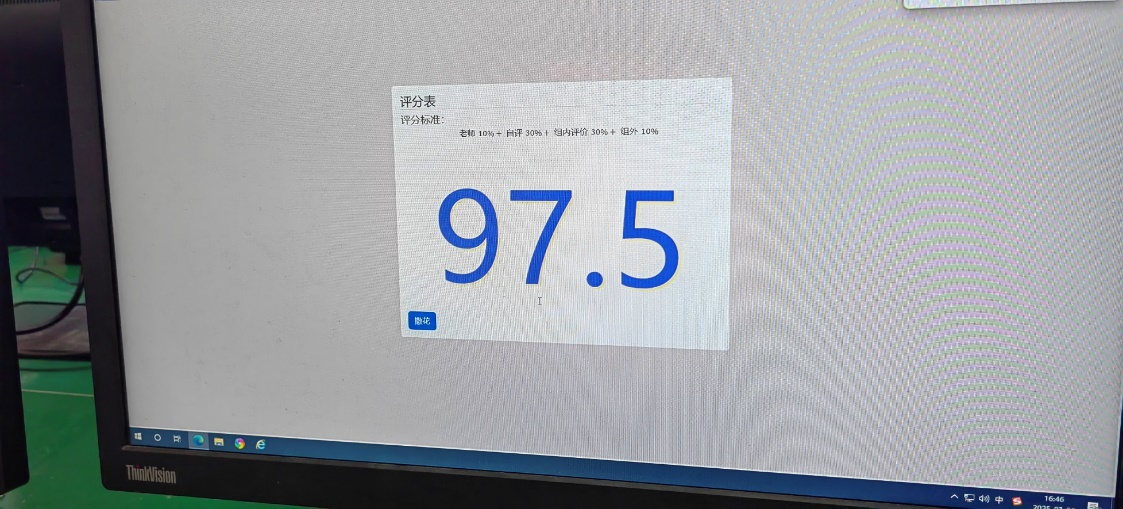 评分表
评分标准:
老师 10% + 自评 30% + 组内评价 30% + 组外 10%
97.5
撒花
ThinkVision
中
16:46